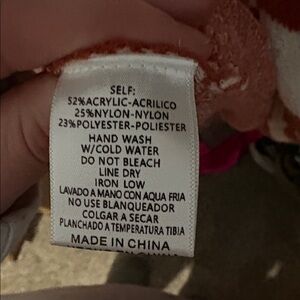 SELF:
52%ACRYLIC-ACRILICO
25%NYLON-NYLON
23%POLYESTER-POLIESTER
HAND WASH
W/COLD WATER
DO NOT BLEACH
LINE DRY
IRON LOW
LAVADO A MANO CON AQUA FRIA
NO USE BLANQUEADOR
COLGAR A SECAR
PLANCHADO A TEMPERATURA TIBIA
MADE IN CHINA